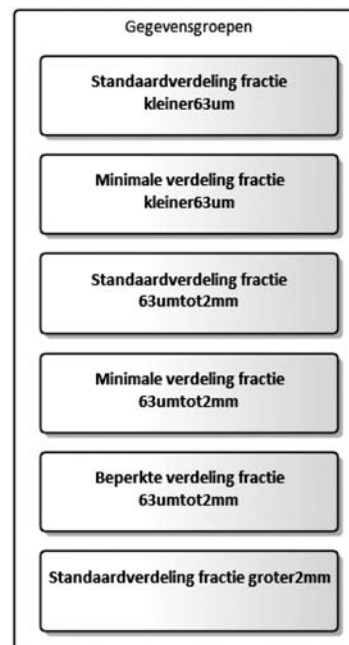 Gegevensgroepen
Standaardverdeling fractie
kleiner63um
Minimale verdeling fractie
kleiner63um
Standaardverdeling fractie
63umtot2mm
Minimale verdeling fractie
63umtot2mm
Beperkte verdeling fractie
63umtot2mm
Standaardverdeling fractie groter2mm